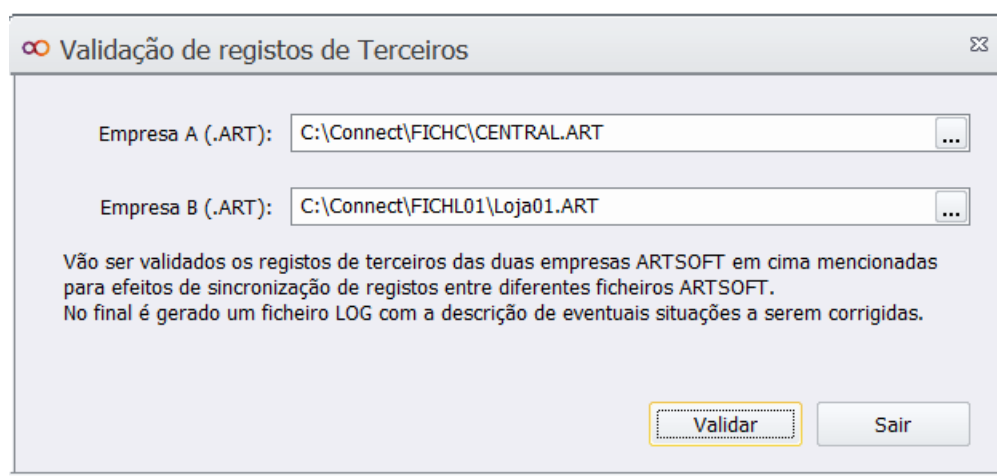 Validação de registos de Terceiros
Empresa A (.ART): C:\Connect\FICHC\CENTRAL.ART ...
Empresa B (.ART): C:\Connect\FICHL01\Loja01.ART ...
Vão ser validados os registos de terceiros das duas empresas ARTSOFT em cima mencionadas
para efeitos de sincronização de registos entre diferentes ficheiros ARTSOFT.
No final é gerado um ficheiro LOG com a descrição de eventuais situações a serem corrigidas.
Validar Sair